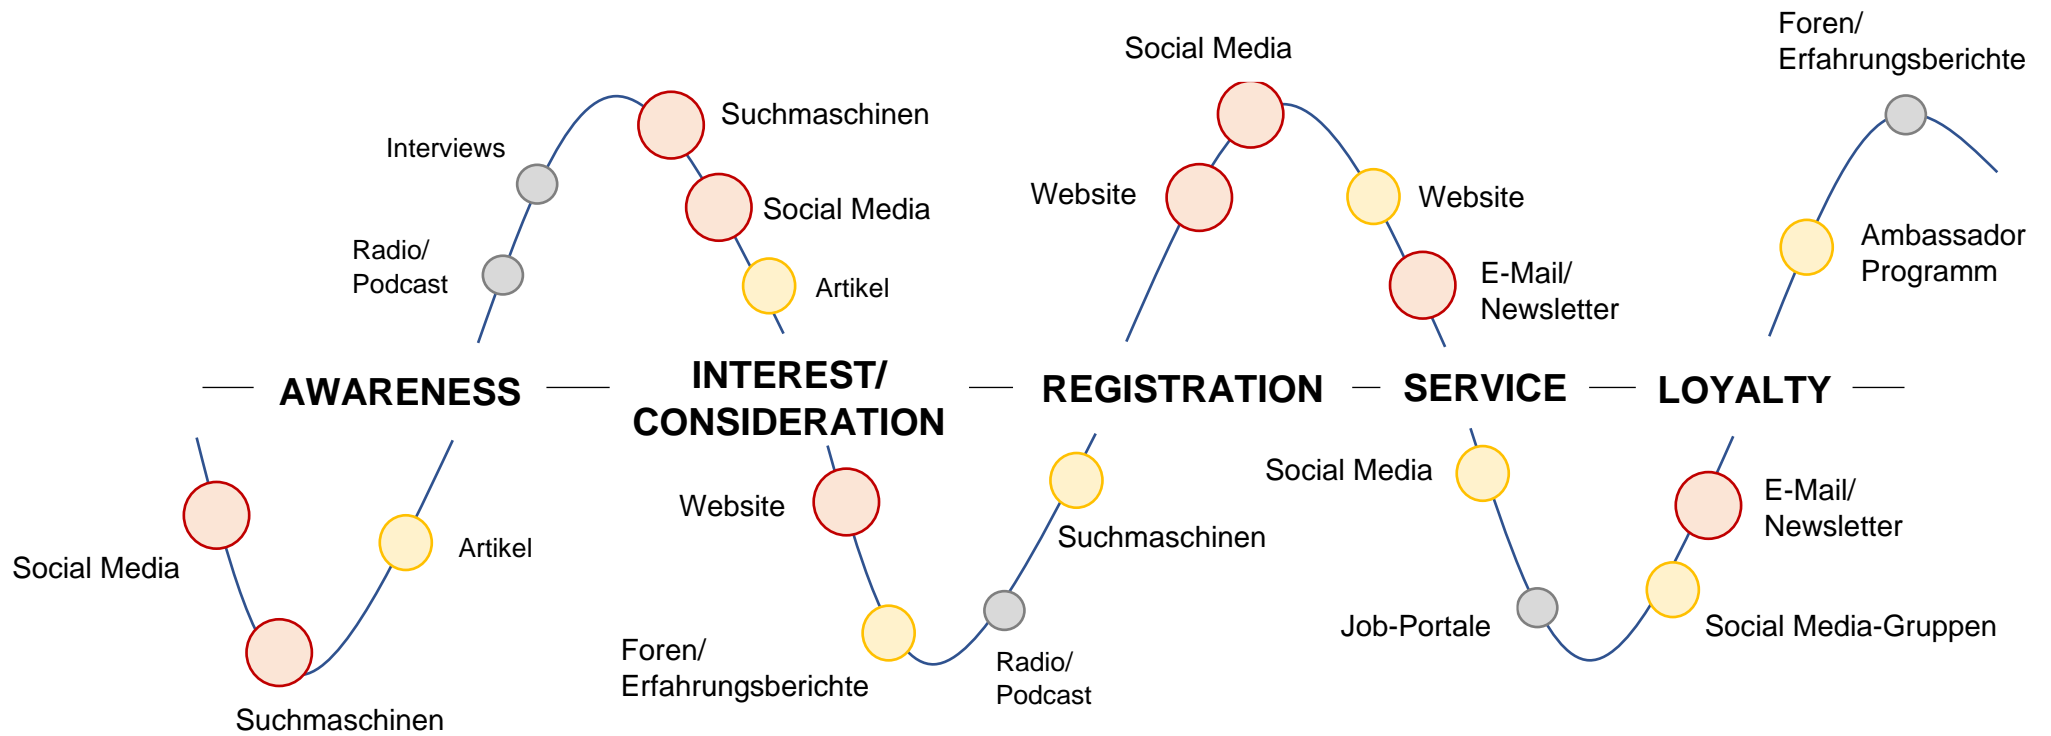 Social Media
Suchmaschinen
Artikel
AWARENESS
Radio/
Podcast
Interviews
Suchmaschinen
Social Media
Artikel
INTEREST/
CONSIDERATION
Website
Foren/
Erfahrungsberichte
Radio/
Podcast
Suchmaschinen
REGISTRATION
Website
Social Media
Website
E-Mail/
Newsletter
SERVICE
Social Media
Job-Portale
Social Media-Gruppen
E-Mail/
Newsletter
LOYALTY
Ambassador
Programm
Foren/
Erfahrungsberichte